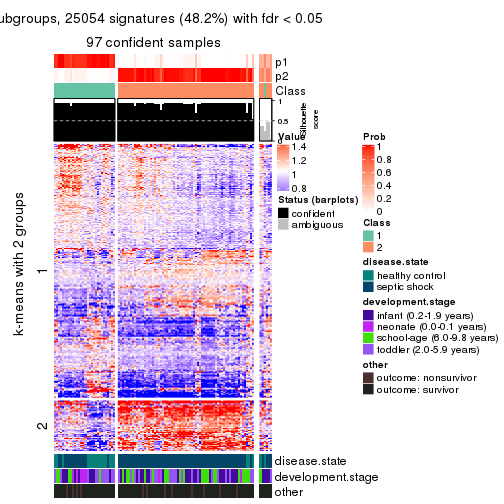 ubgroups, 25054 signatures (48.2%) with fdr < 0.05
97 confident samples
p1
p2
Class
1
0.5
0
Silhouette
score
k-means with 2 groups
1
2
disease.state
development.stage
other
Value
1.4
1.2
1
0.8
Status (barplots)
confident
ambiguous
Prob
1
0.8
0.6
0.4
0.2
0
Class
1
2
disease.state
healthy control
septic shock
development.stage
infant (0.2-1.9 years)
neonate (0.0-0.1 years)
school-age (6.0-9.8 years)
toddler (2.0-5.9 years)
other
outcome: nonsurvivor
outcome: survivor